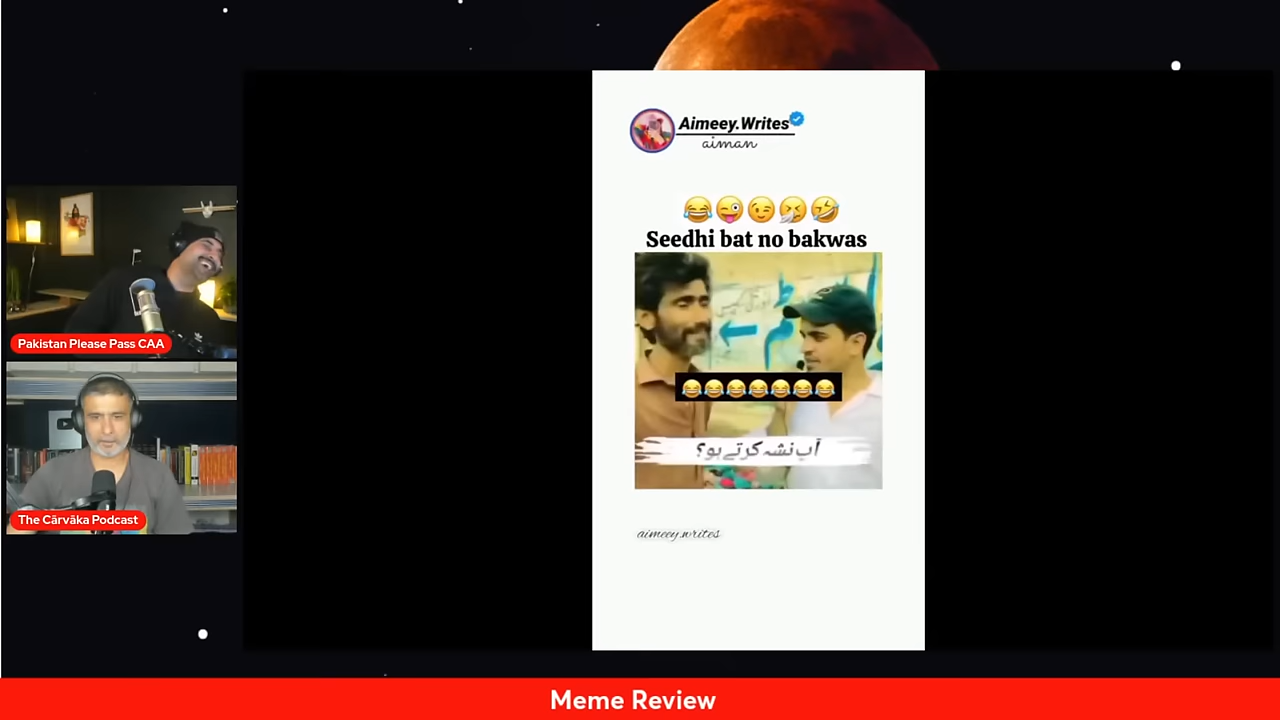 Aimeey.Writes
aiman
Seedhi bat no bakwas
آپ نشہ کرتے ہو؟
aimeey.writes
Pakistan Please Pass CAA
The Cārvāka Podcast
Meme Review